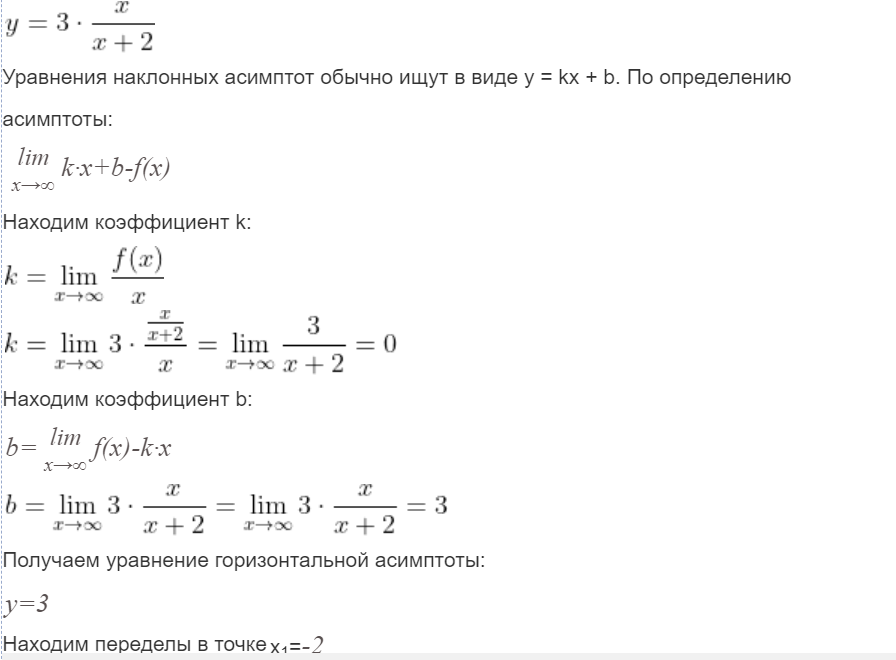 y = 3 · x/(x + 2)
Уравнения наклонных асимптот обычно ищут в виде y = kx + b. По определению
асимптоты:
lim x→∞ k·x+b-f(x)
Находим коэффициент k:
k = lim x→∞ f(x)/x
k = lim x→∞ 3 · (x/(x+2))/x = lim x→∞ 3/(x + 2) = 0
Находим коэффициент b:
b= lim x→∞ f(x)-k·x
b = lim x→∞ 3 · x/(x + 2) = lim x→∞ 3 · x/(x + 2) = 3
Получаем уравнение горизонтальной асимптоты:
y=3
Находим переделы в точке x₁=-2